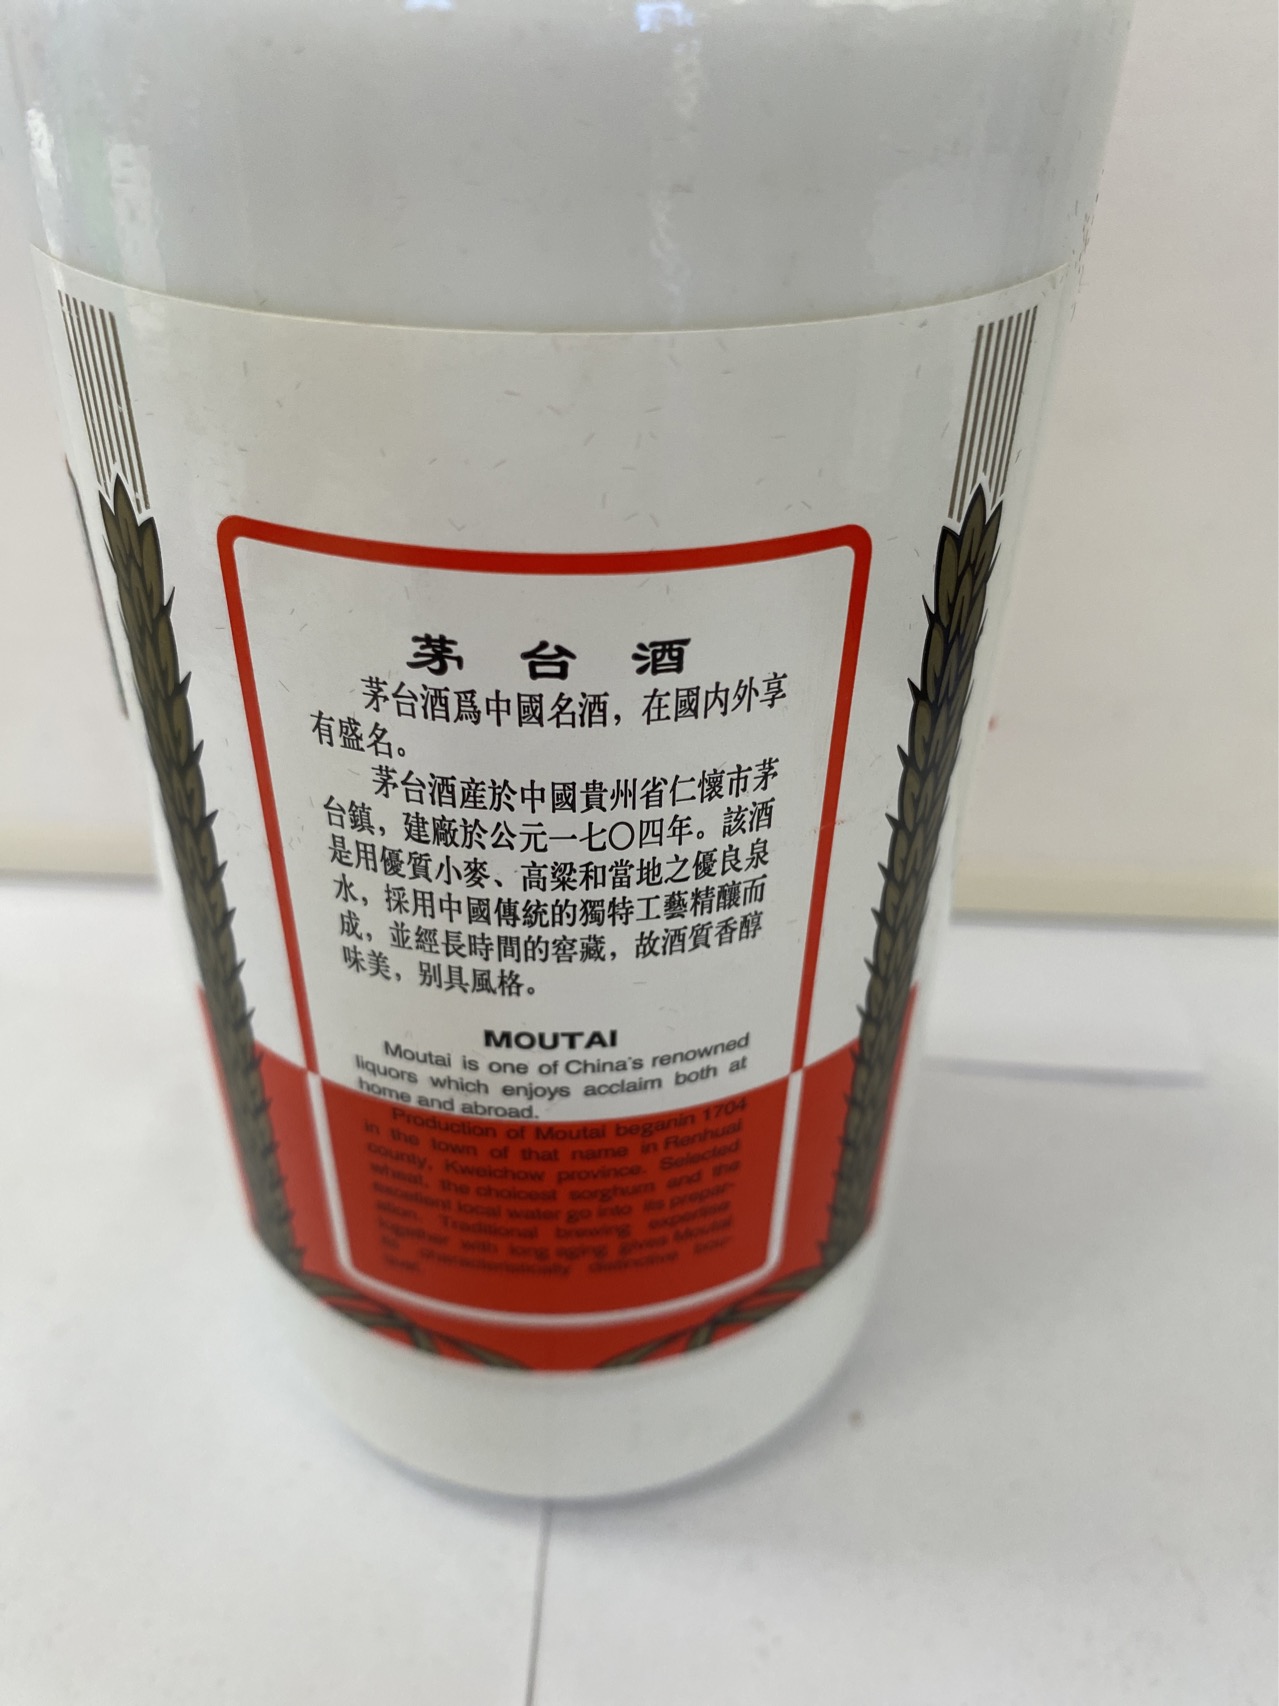 茅台酒
茅台酒爲中國名酒，在國内外享
有盛名。
茅台酒産於中國貴州省仁懷市茅
台鎮，建廠於公元一七〇四年。該酒
是用優質小麥、高粱和當地之優良泉
水，採用中國傳統的獨特工藝精釀而
成，並經長時間的窖藏，故酒質香醇
味美，别具風格。
MOUTAI
Moutai is one of China's renowned
liquors which enjoys acclaim both at
home and abroad.
Production of Moutai beganin 1704
in the town of that name in Renhuai
county, Kweichow province. Selected
wheat, the choicest sorghum and the
excellent local water go into its prepar-
ation. Traditional brewing expertise
together with long aging gives Moutai
characteristically distinctive